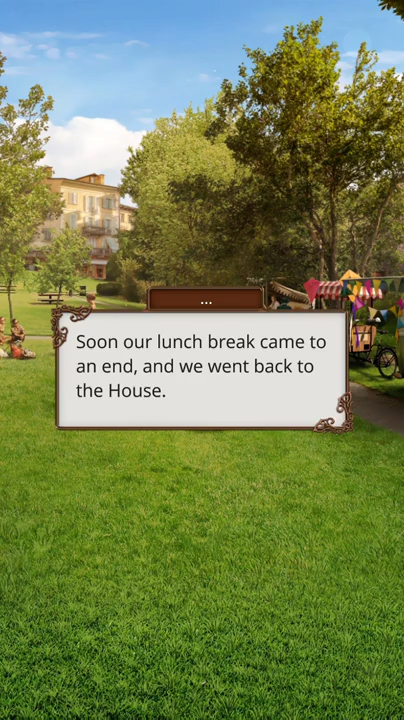 ...
Soon our lunch break came to
an end, and we went back to
the House.